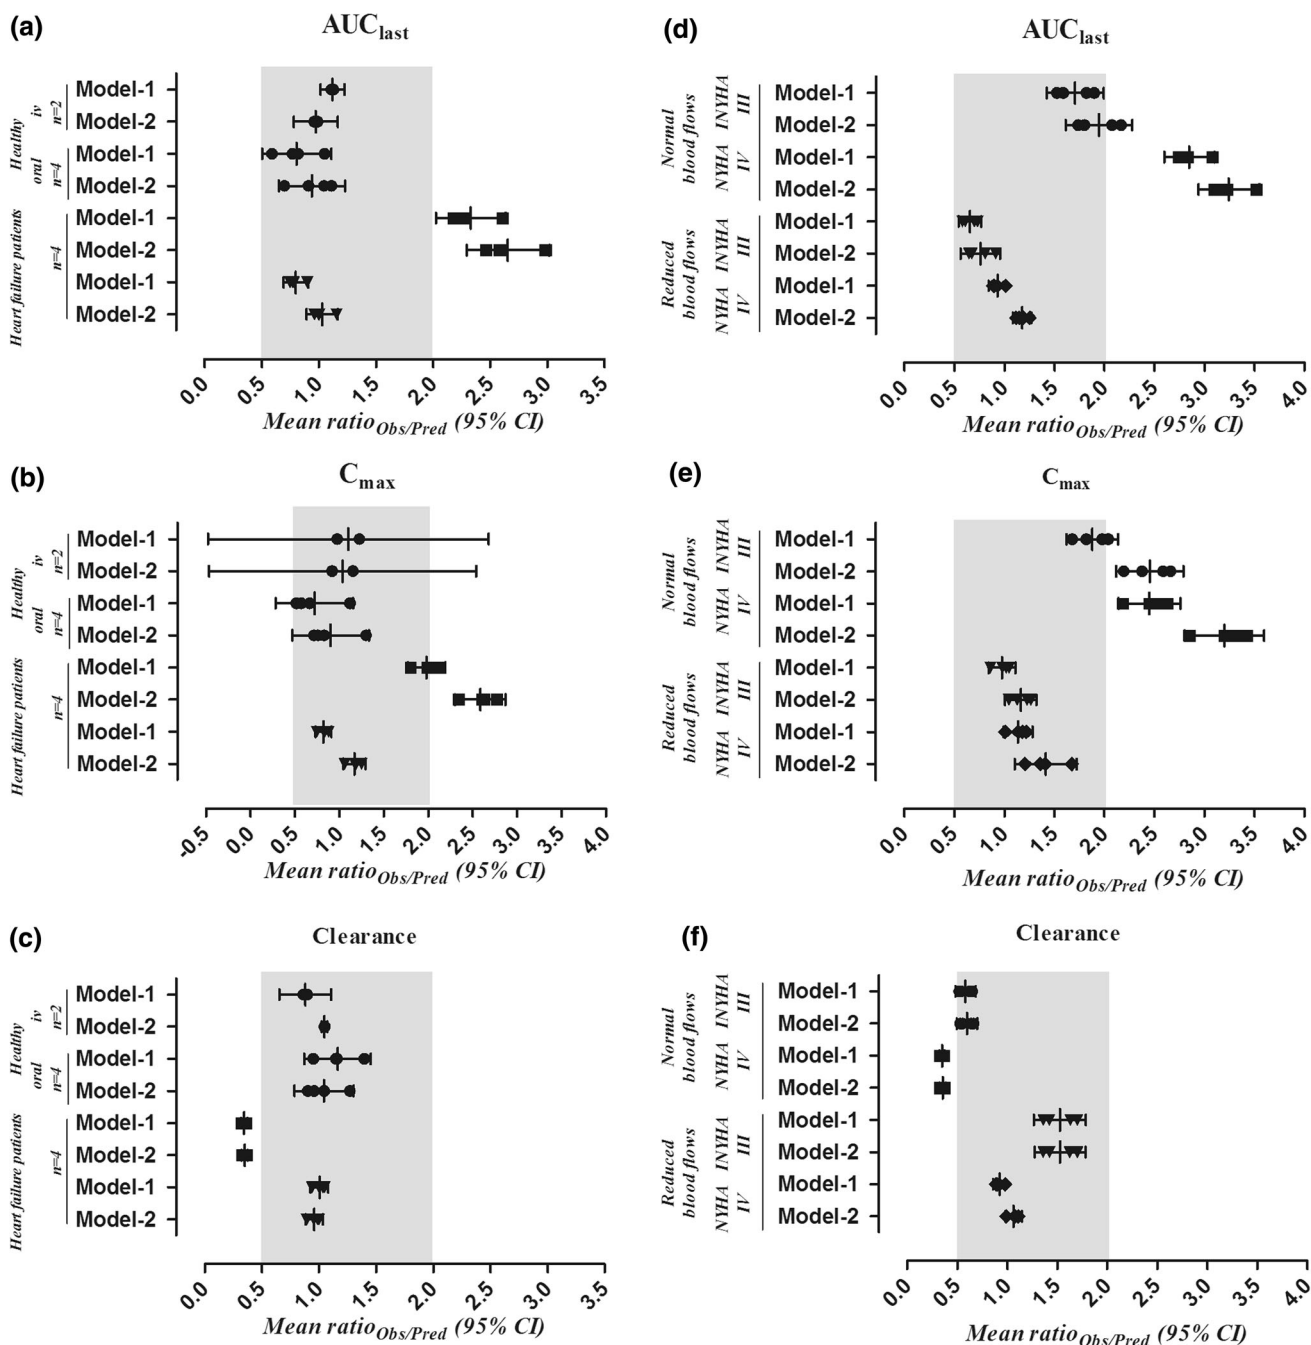 (a)
AUClast
Healthy
iv
n=2
oral
n=4
Heart failure patients
n=4
Model-1
Model-2
Model-1
Model-2
Model-1
Model-2
Model-1
Model-2
0.0 0.5 1.0 1.5 2.0 2.5 3.0 3.5
Mean ratioObs/Pred (95% CI)
(b)
Cmax
Healthy
iv
n=2
oral
n=4
Heart failure patients
n=4
Model-1
Model-2
Model-1
Model-2
Model-1
Model-2
Model-1
Model-2
-0.5 0.0 0.5 1.0 1.5 2.0 2.5 3.0 3.5 4.0
Mean ratioObs/Pred (95% CI)
(c)
Clearance
Healthy
iv
n=2
oral
n=4
Heart failure patients
n=4
Model-1
Model-2
Model-1
Model-2
Model-1
Model-2
Model-1
Model-2
0.0 0.5 1.0 1.5 2.0 2.5 3.0 3.5
Mean ratioObs/Pred (95% CI)
(d)
AUClast
Normal
blood flows
INYHA
III
NYHA
IV
Reduced
blood flows
INYHA
III
NYHA
IV
Model-1
Model-2
Model-1
Model-2
Model-1
Model-2
Model-1
Model-2
0.0 0.5 1.0 1.5 2.0 2.5 3.0 3.5 4.0
Mean ratioObs/Pred (95% CI)
(e)
Cmax
Normal
blood flows
INYHA
III
NYHA
IV
Reduced
blood flows
INYHA
III
NYHA
IV
Model-1
Model-2
Model-1
Model-2
Model-1
Model-2
Model-1
Model-2
0.0 0.5 1.0 1.5 2.0 2.5 3.0 3.5 4.0
Mean ratioObs/Pred (95% CI)
(f)
Clearance
Normal
blood flows
INYHA
III
NYHA
IV
Reduced
blood flows
INYHA
III
NYHA
IV
Model-1
Model-2
Model-1
Model-2
Model-1
Model-2
Model-1
Model-2
0.0 0.5 1.0 1.5 2.0 2.5 3.0 3.5 4.0
Mean ratioObs/Pred (95% CI)